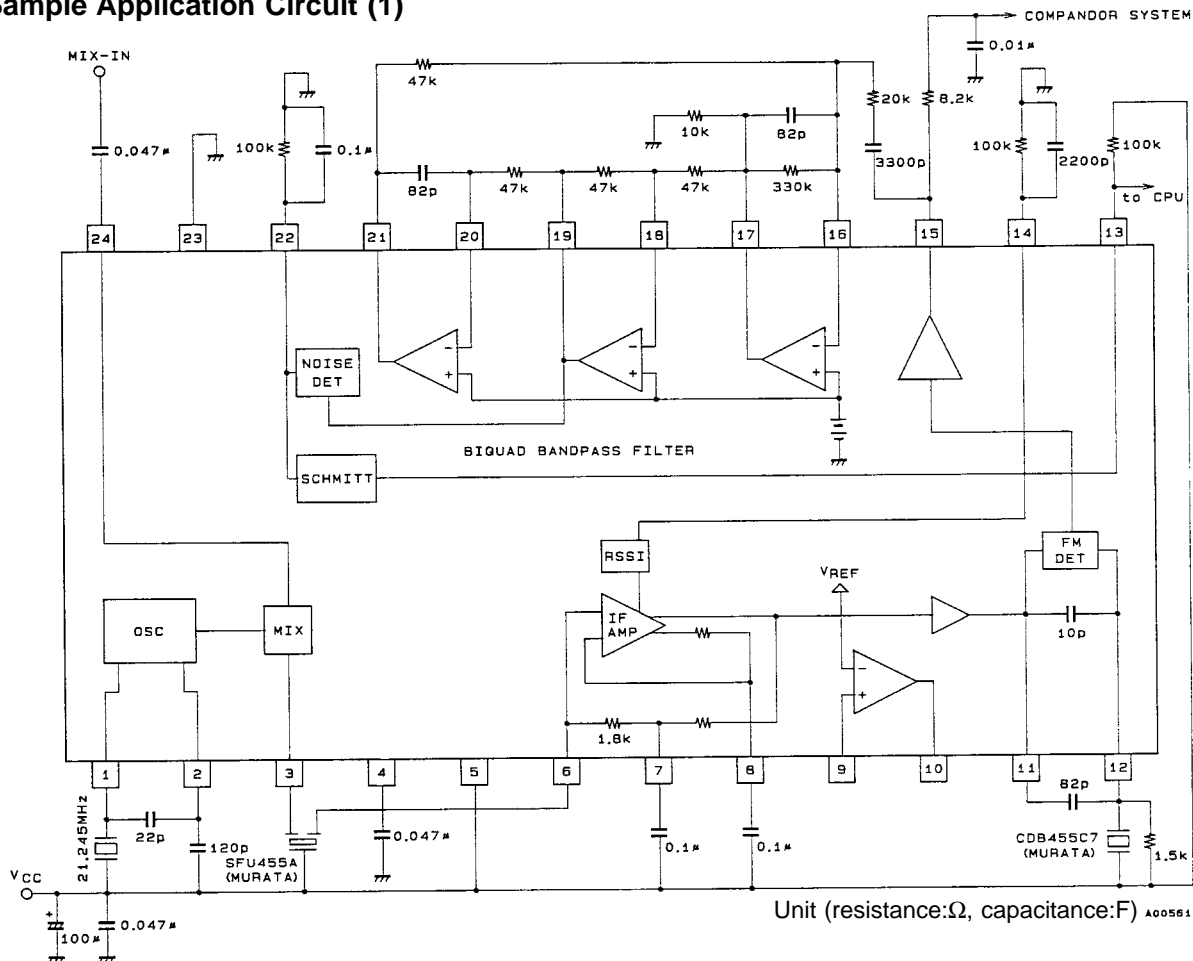 Sample Application Circuit (1)
COMPANDOR SYSTEM
MIX-IN
0.01μ
47k
20k
8.2k
10k
82p
0.047μ
100k
0.1μ
3300p
100k
2200p
100k
82p
47k
47k
47k
330k
to CPU
24
23
22
21
20
19
18
17
16
15
14
13
NOISE
DET
-
+
-
+
-
+
BIQUAD BANDPASS FILTER
SCHMITT
RSSI
FM
DET
VREF
OSC
MIX
IF
AMP
10p
-
+
1.8k
1
2
3
4
5
6
7
8
9
10
11
12
21.245MHz
22p
120p
SFU455A
(MURATA)
0.047μ
0.1μ
0.1μ
82p
CDB455C7
(MURATA)
1.5k
VCC
+
100μ
0.047μ
Unit (resistance:Ω, capacitance:F)
A00561